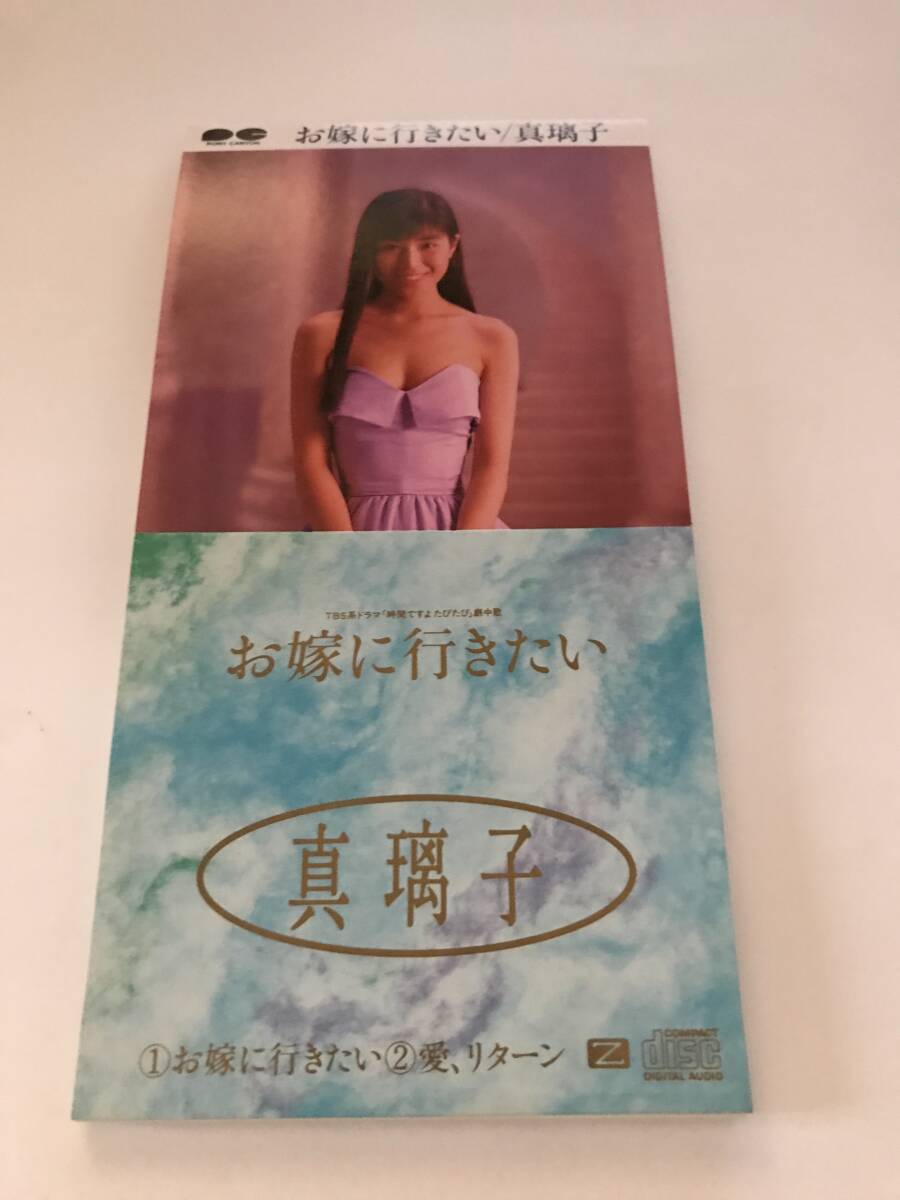 PONY CANYON
お嫁に行きたい/真璃子
TBS系ドラマ「時間ですよたびたび」劇中歌
お嫁に行きたい
真璃子
①お嫁に行きたい②愛、リターン
Z
COMPACT
disc
DIGITAL AUDIO